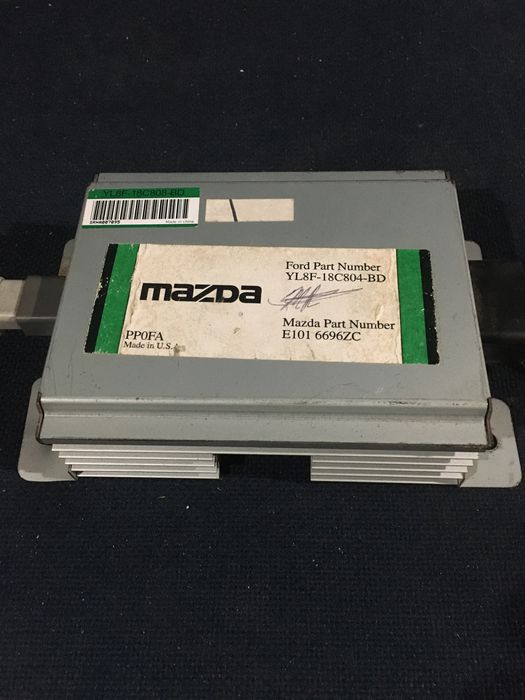 YL8F-18C808-BD
SRHM007095
Made in china
mazda
Ford Part Number
YL8F-18C804-BD
Mazda Part Number
E101 6696ZC
PP0FA
Made in U.S.